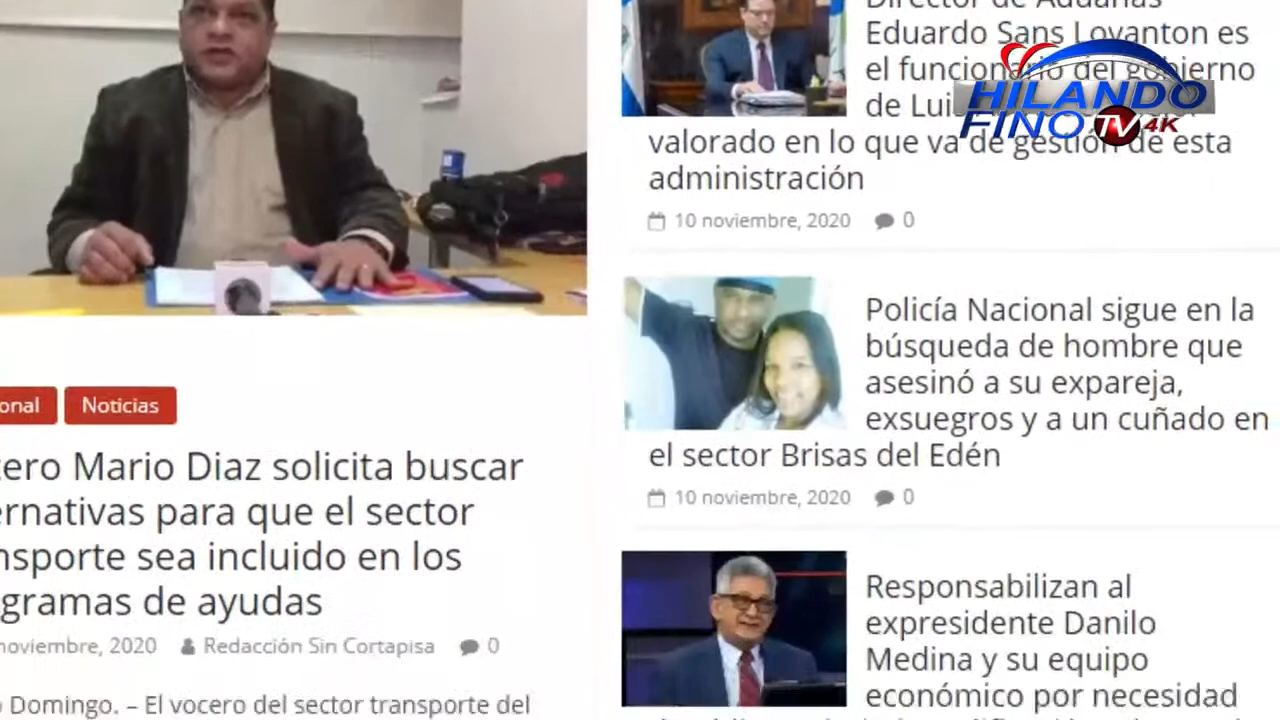 onal
Noticias
ero Mario Diaz solicita buscar
ernativas para que el sector
nsporte sea incluido en los
gramas de ayudas
noviembre, 2020
Redacción Sin Cortapisa
0
Domingo. – El vocero del sector transporte del
Director de Aduanas
Eduardo Sans Lovanton es
el funcionario del gobierno
de Lui
valorado en lo que va de gestión de esta
administración
10 noviembre, 2020
0
Policía Nacional sigue en la
búsqueda de hombre que
asesinó a su expareja,
exsuegros y a un cuñado en
el sector Brisas del Edén
10 noviembre, 2020
0
Responsabilizan al
expresidente Danilo
Medina y su equipo
económico por necesidad
HILANDO
FINO TV 4K